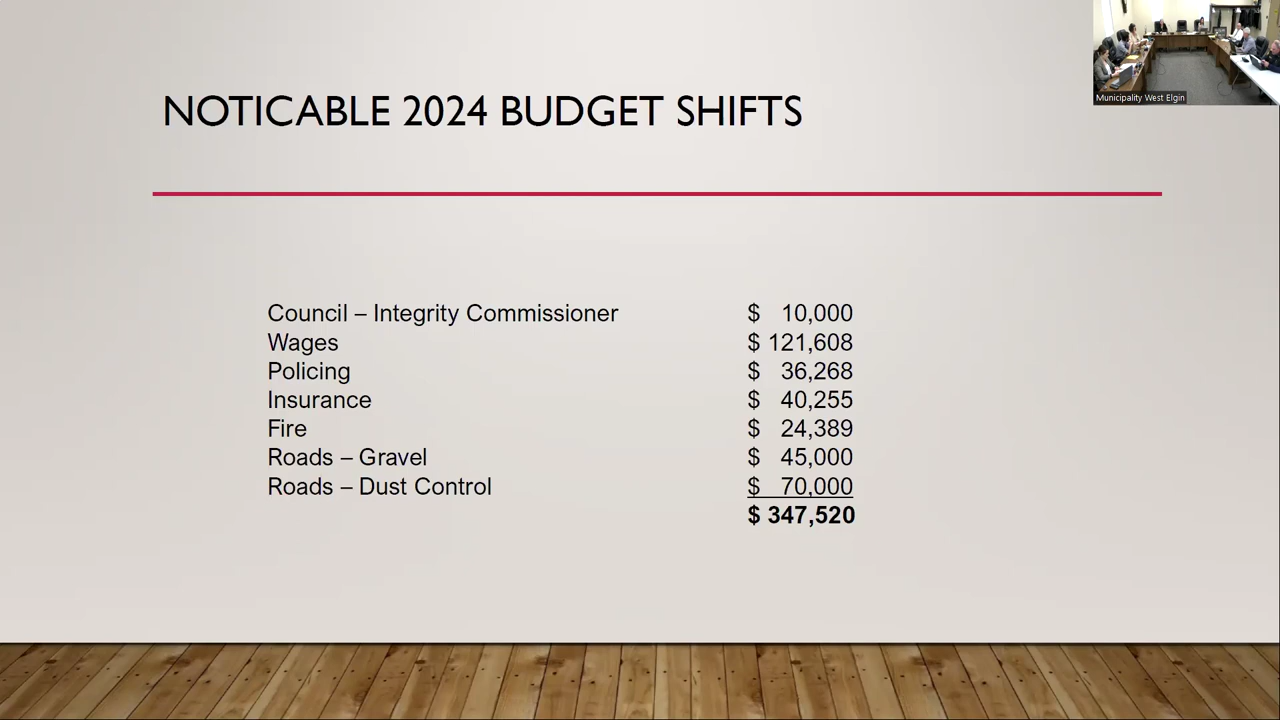 Municipality West Elgin
NOTICABLE 2024 BUDGET SHIFTS
Council – Integrity Commissioner $ 10,000
Wages $ 121,608
Policing $ 36,268
Insurance $ 40,255
Fire $ 24,389
Roads – Gravel $ 45,000
Roads – Dust Control $ 70,000
$ 347,520